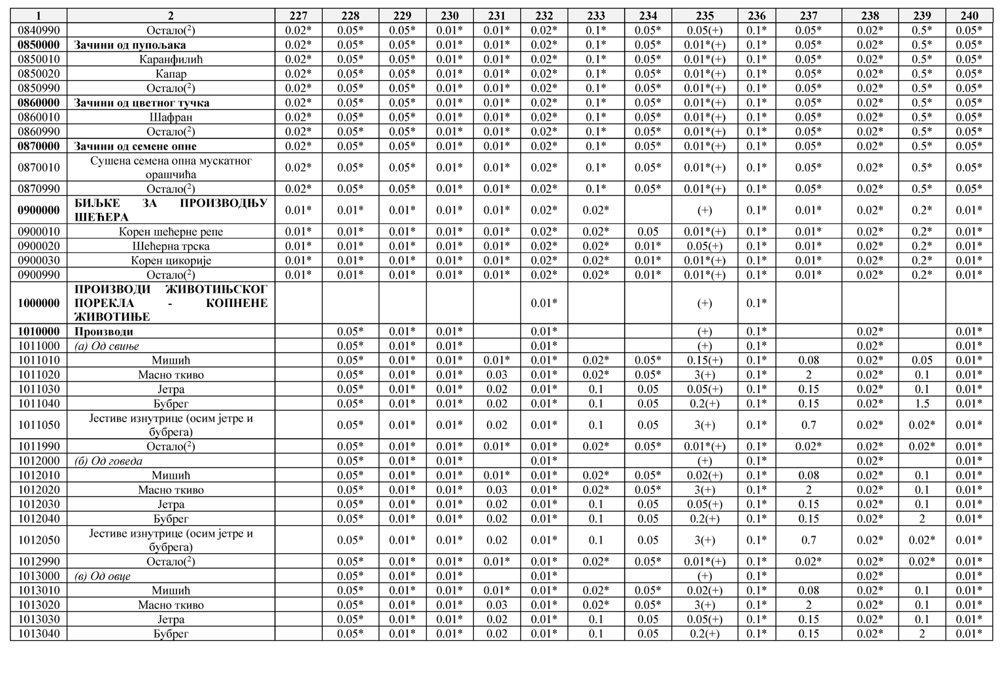 1 2 227 228 229 230 231 232 233 234 235 236 237 238 239 240
0840990 Остало(²) 0.02* 0.05* 0.05* 0.01* 0.01* 0.02* 0.1* 0.05* 0.05(+) 0.1* 0.05* 0.02* 0.5* 0.05*
0850000 Зачини од пупољака 0.02* 0.05* 0.05* 0.01* 0.01* 0.02* 0.1* 0.05* 0.01*(+) 0.1* 0.05* 0.02* 0.5* 0.05*
0850010 Каранфилић 0.02* 0.05* 0.05* 0.01* 0.01* 0.02* 0.1* 0.05* 0.01*(+) 0.1* 0.05* 0.02* 0.5* 0.05*
0850020 Капар 0.02* 0.05* 0.05* 0.01* 0.01* 0.02* 0.1* 0.05* 0.01*(+) 0.1* 0.05* 0.02* 0.5* 0.05*
0850990 Остало(²) 0.02* 0.05* 0.05* 0.01* 0.01* 0.02* 0.1* 0.05* 0.01*(+) 0.1* 0.05* 0.02* 0.5* 0.05*
0860000 Зачини од цветног тучка 0.02* 0.05* 0.05* 0.01* 0.01* 0.02* 0.1* 0.05* 0.01*(+) 0.1* 0.05* 0.02* 0.5* 0.05*
0860010 Шафран 0.02* 0.05* 0.05* 0.01* 0.01* 0.02* 0.1* 0.05* 0.01*(+) 0.1* 0.05* 0.02* 0.5* 0.05*
0860990 Остало(²) 0.02* 0.05* 0.05* 0.01* 0.01* 0.02* 0.1* 0.05* 0.01*(+) 0.1* 0.05* 0.02* 0.5* 0.05*
0870000 Зачини од семене опне 0.02* 0.05* 0.05* 0.01* 0.01* 0.02* 0.1* 0.05* 0.01*(+) 0.1* 0.05* 0.02* 0.5* 0.05*
0870010 Сушена семена опна мускатног
орашчића 0.02* 0.05* 0.05* 0.01* 0.01* 0.02* 0.1* 0.05* 0.01*(+) 0.1* 0.05* 0.02* 0.5* 0.05*
0870990 Остало(²) 0.02* 0.05* 0.05* 0.01* 0.01* 0.02* 0.1* 0.05* 0.01*(+) 0.1* 0.05* 0.02* 0.5* 0.05*
0900000 БИЉКЕ ЗА ПРОИЗВОДЊУ
ШЕЋЕРА 0.01* 0.01* 0.01* 0.01* 0.01* 0.02* 0.02* (+) 0.1* 0.01* 0.02* 0.2* 0.01*
0900010 Корен шећерне репе 0.01* 0.01* 0.01* 0.01* 0.01* 0.02* 0.02* 0.05 0.01*(+) 0.1* 0.01* 0.02* 0.2* 0.01*
0900020 Шећерна трска 0.01* 0.01* 0.01* 0.01* 0.01* 0.02* 0.02* 0.01* 0.05(+) 0.1* 0.01* 0.02* 0.2* 0.01*
0900030 Корен цикорије 0.01* 0.01* 0.01* 0.01* 0.01* 0.02* 0.02* 0.01* 0.01*(+) 0.1* 0.01* 0.02* 0.2* 0.01*
0900990 Остало(²) 0.01* 0.01* 0.01* 0.01* 0.01* 0.02* 0.02* 0.01* 0.01*(+) 0.1* 0.01* 0.02* 0.2* 0.01*
1000000 ПРОИЗВОДИ ЖИВОТИЊСКОГ
ПОРЕКЛА - КОПНЕНЕ
ЖИВОТИЊЕ 0.01* (+) 0.1*
1010000 Производи 0.05* 0.01* 0.01* 0.01* (+) 0.1* 0.02* 0.01*
1011000 (а) Од свиње 0.05* 0.01* 0.01* 0.01* (+) 0.1* 0.02* 0.01*
1011010 Мишић 0.05* 0.01* 0.01* 0.01* 0.01* 0.02* 0.05* 0.15(+) 0.1* 0.08 0.02* 0.05 0.01*
1011020 Масно ткиво 0.05* 0.01* 0.01* 0.03 0.01* 0.02* 0.05* 3(+) 0.1* 2 0.02* 0.1 0.01*
1011030 Јетра 0.05* 0.01* 0.01* 0.02 0.01* 0.1 0.05 0.05(+) 0.1* 0.15 0.02* 0.1 0.01*
1011040 Бубрег 0.05* 0.01* 0.01* 0.02 0.01* 0.1 0.05 0.2(+) 0.1* 0.15 0.02* 1.5 0.01*
1011050 Јестиве изнутрице (осим јетре и
бубрега) 0.05* 0.01* 0.01* 0.02 0.01* 0.1 0.05 3(+) 0.1* 0.7 0.02* 0.02* 0.01*
1011990 Остало(²) 0.05* 0.01* 0.01* 0.01* 0.01* 0.02* 0.05* 0.01*(+) 0.1* 0.02* 0.02* 0.02* 0.01*
1012000 (б) Од говеда 0.05* 0.01* 0.01* 0.01* (+) 0.1* 0.02* 0.01*
1012010 Мишић 0.05* 0.01* 0.01* 0.01* 0.01* 0.02* 0.05* 0.02(+) 0.1* 0.08 0.02* 0.1 0.01*
1012020 Масно ткиво 0.05* 0.01* 0.01* 0.03 0.01* 0.02* 0.05* 3(+) 0.1* 2 0.02* 0.1 0.01*
1012030 Јетра 0.05* 0.01* 0.01* 0.02 0.01* 0.1 0.05 0.05(+) 0.1* 0.15 0.02* 0.1 0.01*
1012040 Бубрег 0.05* 0.01* 0.01* 0.02 0.01* 0.1 0.05 0.2(+) 0.1* 0.15 0.02* 2 0.01*
1012050 Јестиве изнутрице (осим јетре и
бубрега) 0.05* 0.01* 0.01* 0.02 0.01* 0.1 0.05 3(+) 0.1* 0.7 0.02* 0.02* 0.01*
1012990 Остало(²) 0.05* 0.01* 0.01* 0.01* 0.01* 0.02* 0.05* 0.01*(+) 0.1* 0.02* 0.02* 0.02* 0.01*
1013000 (в) Од овце 0.05* 0.01* 0.01* 0.01* (+) 0.1* 0.02* 0.01*
1013010 Мишић 0.05* 0.01* 0.01* 0.01* 0.01* 0.02* 0.05* 0.02(+) 0.1* 0.08 0.02* 0.1 0.01*
1013020 Масно ткиво 0.05* 0.01* 0.01* 0.03 0.01* 0.02* 0.05* 3(+) 0.1* 2 0.02* 0.1 0.01*
1013030 Јетра 0.05* 0.01* 0.01* 0.02 0.01* 0.1 0.05 0.05(+) 0.1* 0.15 0.02* 0.1 0.01*
1013040 Бубрег 0.05* 0.01* 0.01* 0.02 0.01* 0.1 0.05 0.2(+) 0.1* 0.15 0.02* 2 0.01*